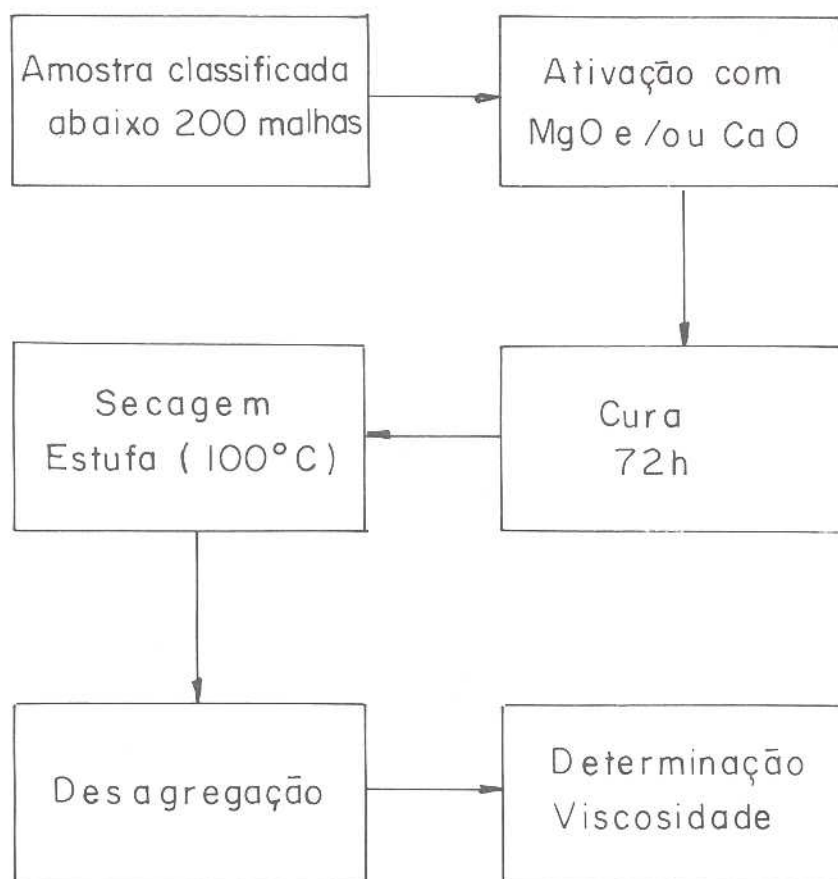 Amostra classificada
abaixo 200 malhas
Ativação com
MgO e/ou CaO
Cura
72h
Secagem
Estufa (100°C)
Desagregação
Determinação
Viscosidade